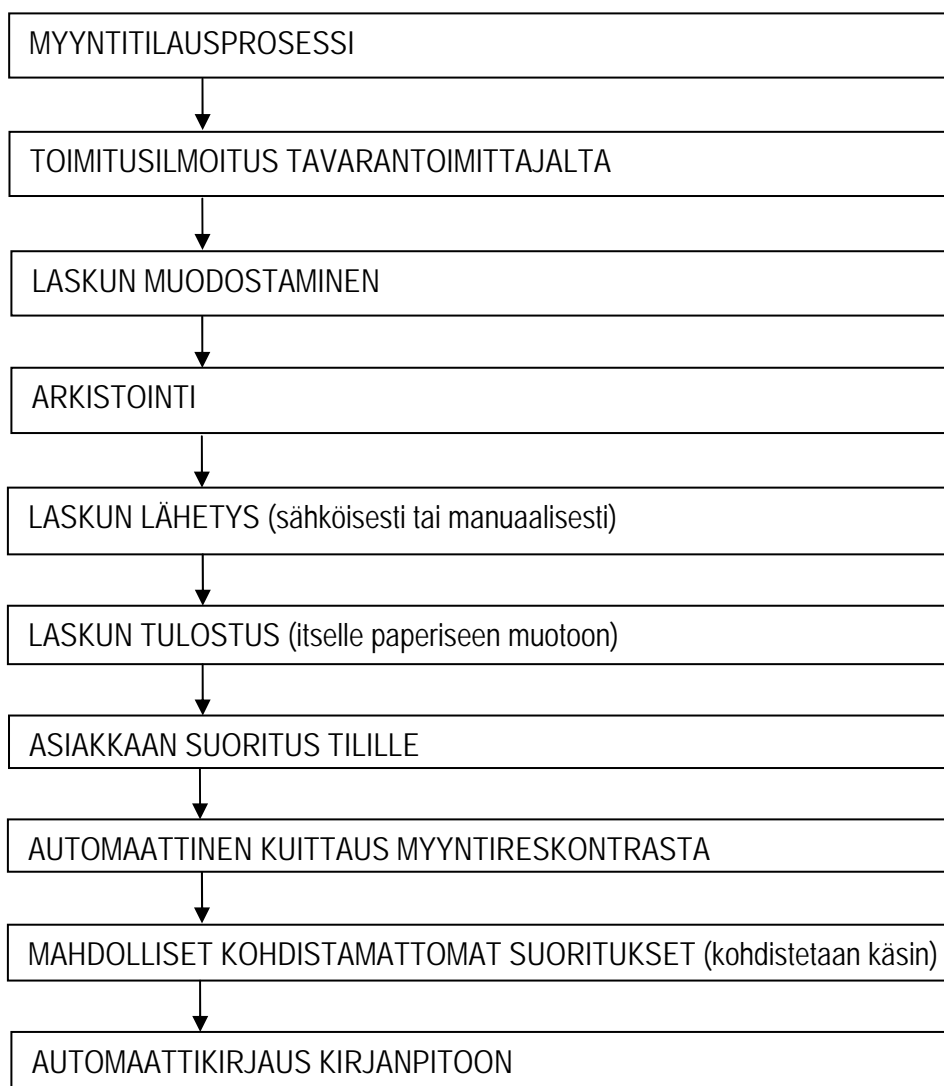 MYYNTITILAUSPROSESSI
TOIMITUSILMOITUS TAVARANTOIMITTAJALTA
LASKUN MUODOSTAMINEN
ARKISTOINTI
LASKUN LÄHETYS (sähköisesti tai manuaalisesti)
LASKUN TULOSTUS (itselle paperiseen muotoon)
ASIAKKAAN SUORITUS TILILLE
AUTOMAATTINEN KUITTAUS MYYNTIRESKONTRASTA
MAHDOLLISET KOHDISTAMATTOMAT SUORITUKSET (kohdistetaan käsin)
AUTOMAATTIKIRJAUS KIRJANPITOON